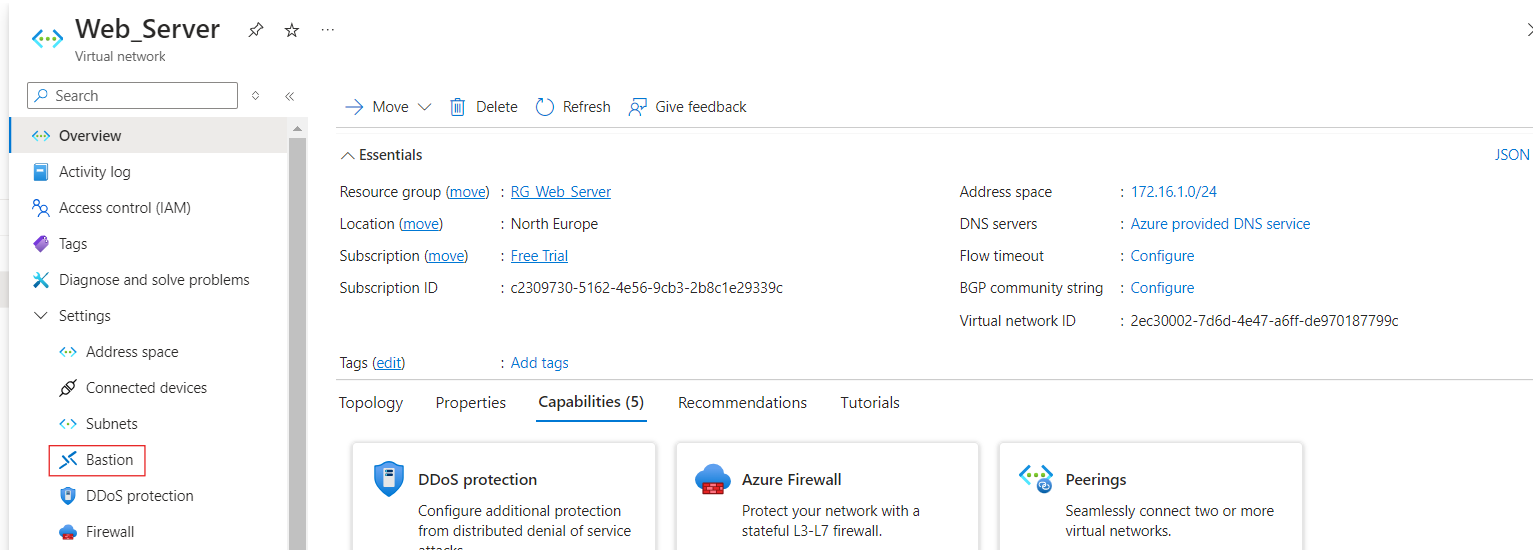 Web_Server
Virtual network
Search
Overview
Activity log
Access control (IAM)
Tags
Diagnose and solve problems
Settings
Address space
Connected devices
Subnets
Bastion
DDoS protection
Firewall
Move
Delete
Refresh
Give feedback
Essentials
JSON
Resource group (move) : RG_Web_Server
Location (move) : North Europe
Subscription (move) : Free Trial
Subscription ID : c2309730-5162-4e56-9cb3-2b8c1e29339c
Address space : 172.16.1.0/24
DNS servers : Azure provided DNS service
Flow timeout : Configure
BGP community string : Configure
Virtual network ID : 2ec30002-7d6d-4e47-a6ff-de970187799c
Tags (edit) : Add tags
Topology
Properties
Capabilities (5)
Recommendations
Tutorials
DDoS protection
Configure additional protection
from distributed denial of service
attacks.
Azure Firewall
Protect your network with a
stateful L3-L7 firewall.
Peerings
Seamlessly connect two or more
virtual networks.